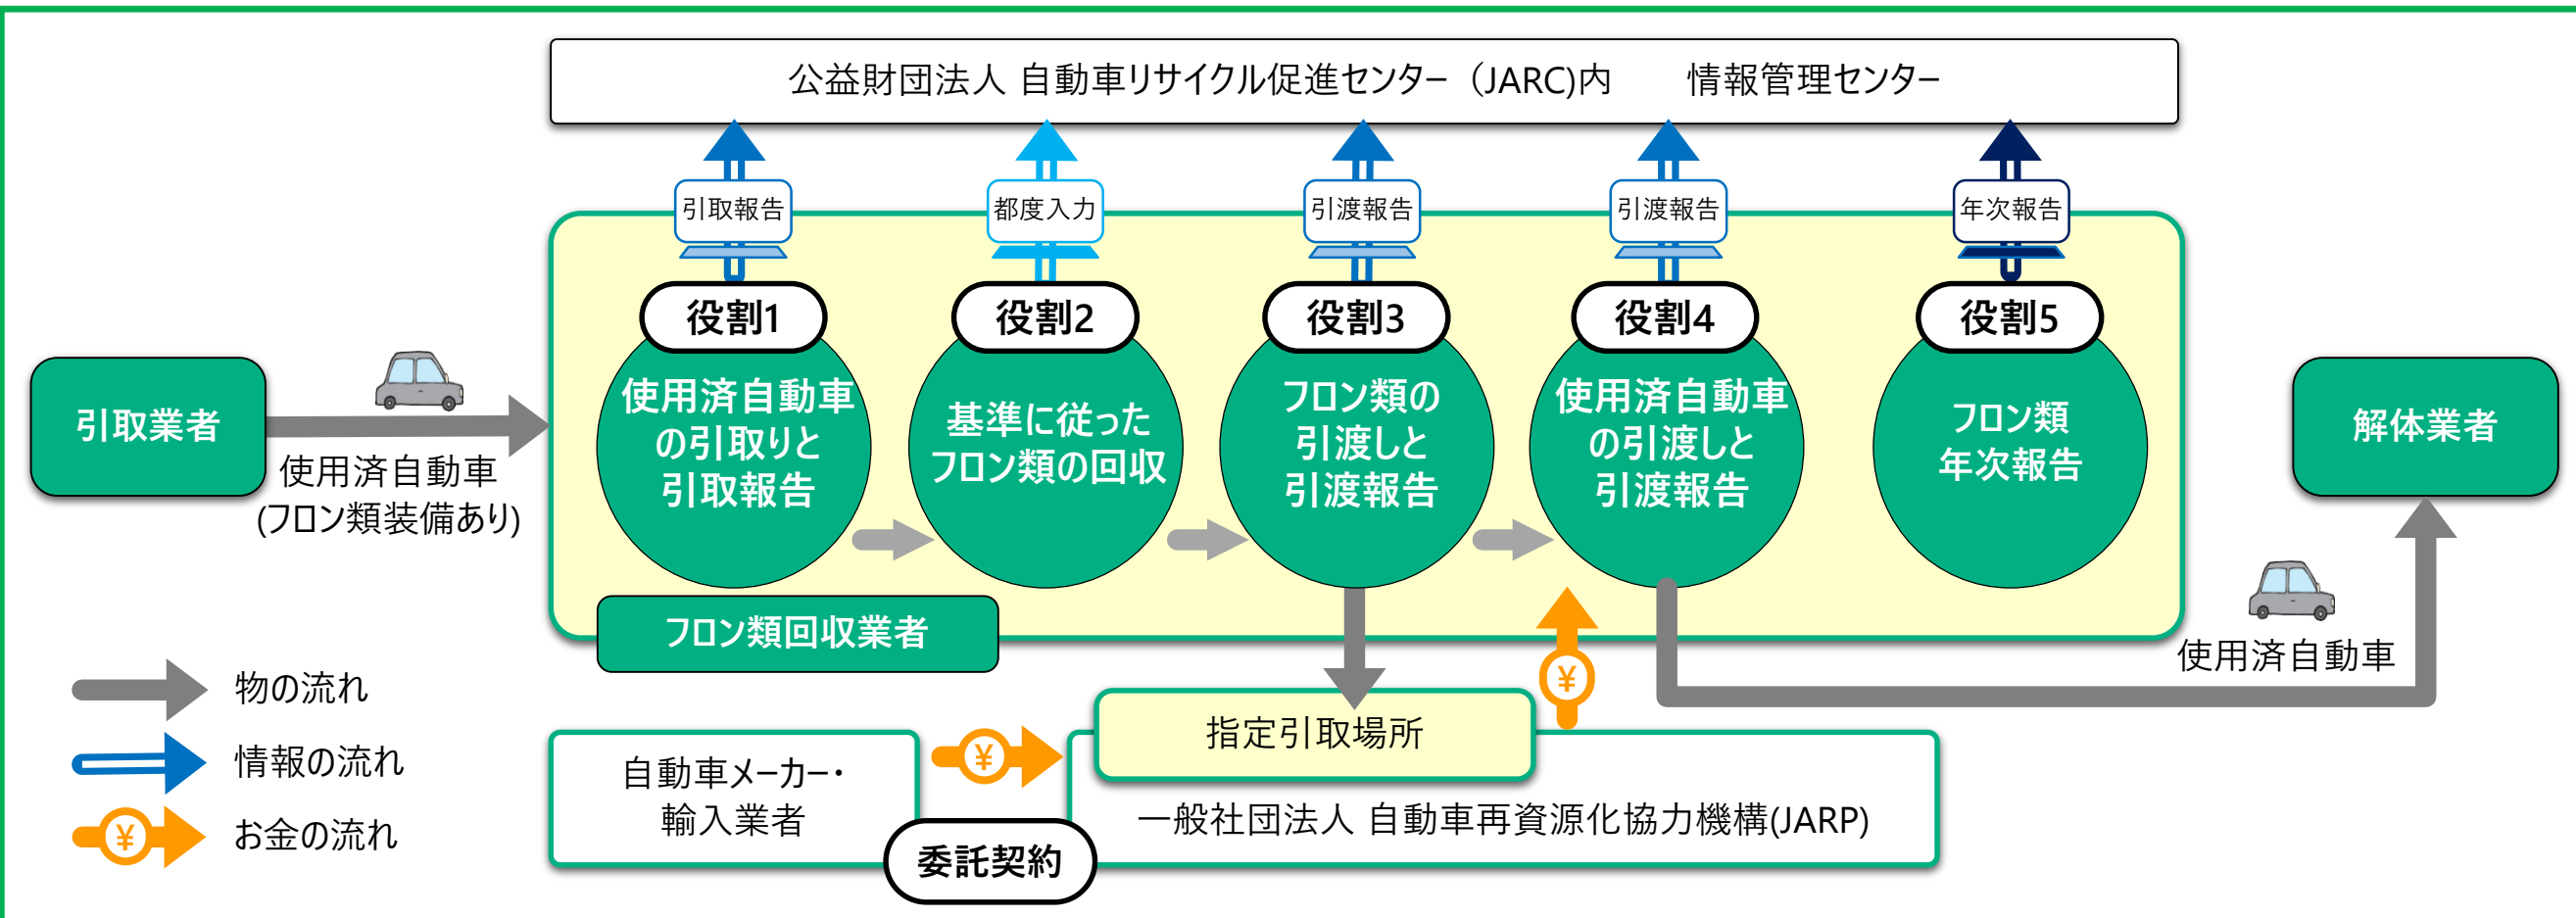 公益財団法人 自動車リサイクル促進センター（JARC)内　　情報管理センター
引取報告
都度入力
引渡報告
引渡報告
年次報告
役割1
役割2
役割3
役割4
役割5
引取業者
使用済自動車
(フロン類装備あり)
使用済自動車
の引取りと
引取報告
基準に従った
フロン類の回収
フロン類の
引渡しと
引渡報告
使用済自動車
の引渡しと
引渡報告
フロン類
年次報告
解体業者
フロン類回収業者
使用済自動車
物の流れ
情報の流れ
¥
お金の流れ
自動車メーカー・
輸入業者
¥
委託契約
指定引取場所
¥
一般社団法人 自動車再資源化協力機構(JARP)